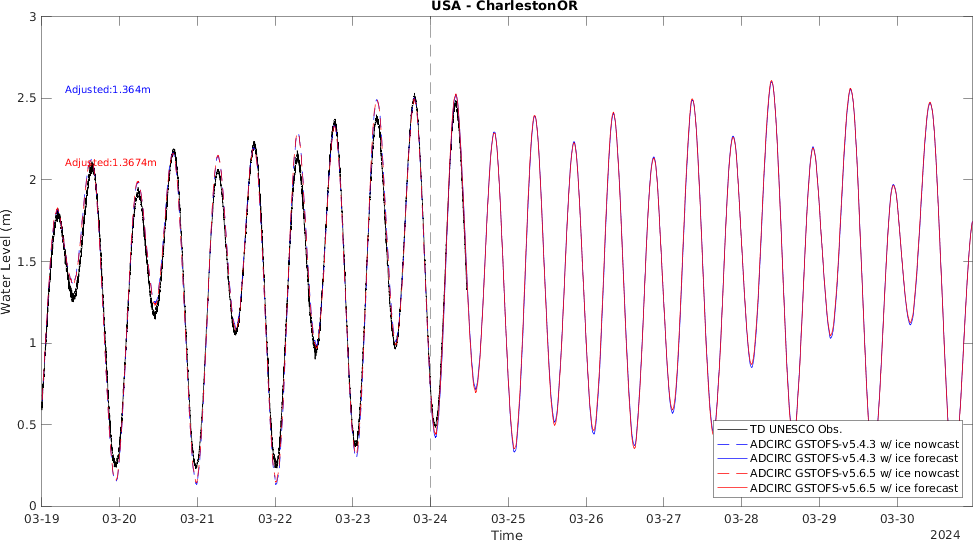 USA - CharlestonOR
3
2.5
2
1.5
1
0.5
0
Water Level (m)
Adjusted:1.364m
Adjusted:1.3674m
TD UNESCO Obs.
ADCIRC GSTOFS-v5.4.3 w/ ice nowcast
ADCIRC GSTOFS-v5.4.3 w/ ice forecast
ADCIRC GSTOFS-v5.6.5 w/ ice nowcast
ADCIRC GSTOFS-v5.6.5 w/ ice forecast
03-19 03-20 03-21 03-22 03-23 03-24 03-25 03-26 03-27 03-28 03-29 03-30
Time
2024